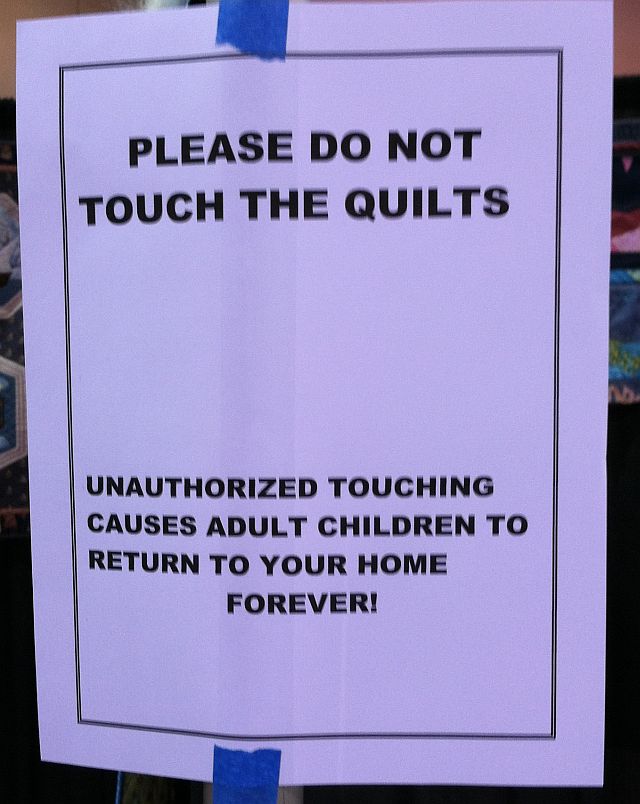 PLEASE DO NOT
TOUCH THE QUILTS
UNAUTHORIZED TOUCHING
CAUSES ADULT CHILDREN TO
RETURN TO YOUR HOME
FOREVER!